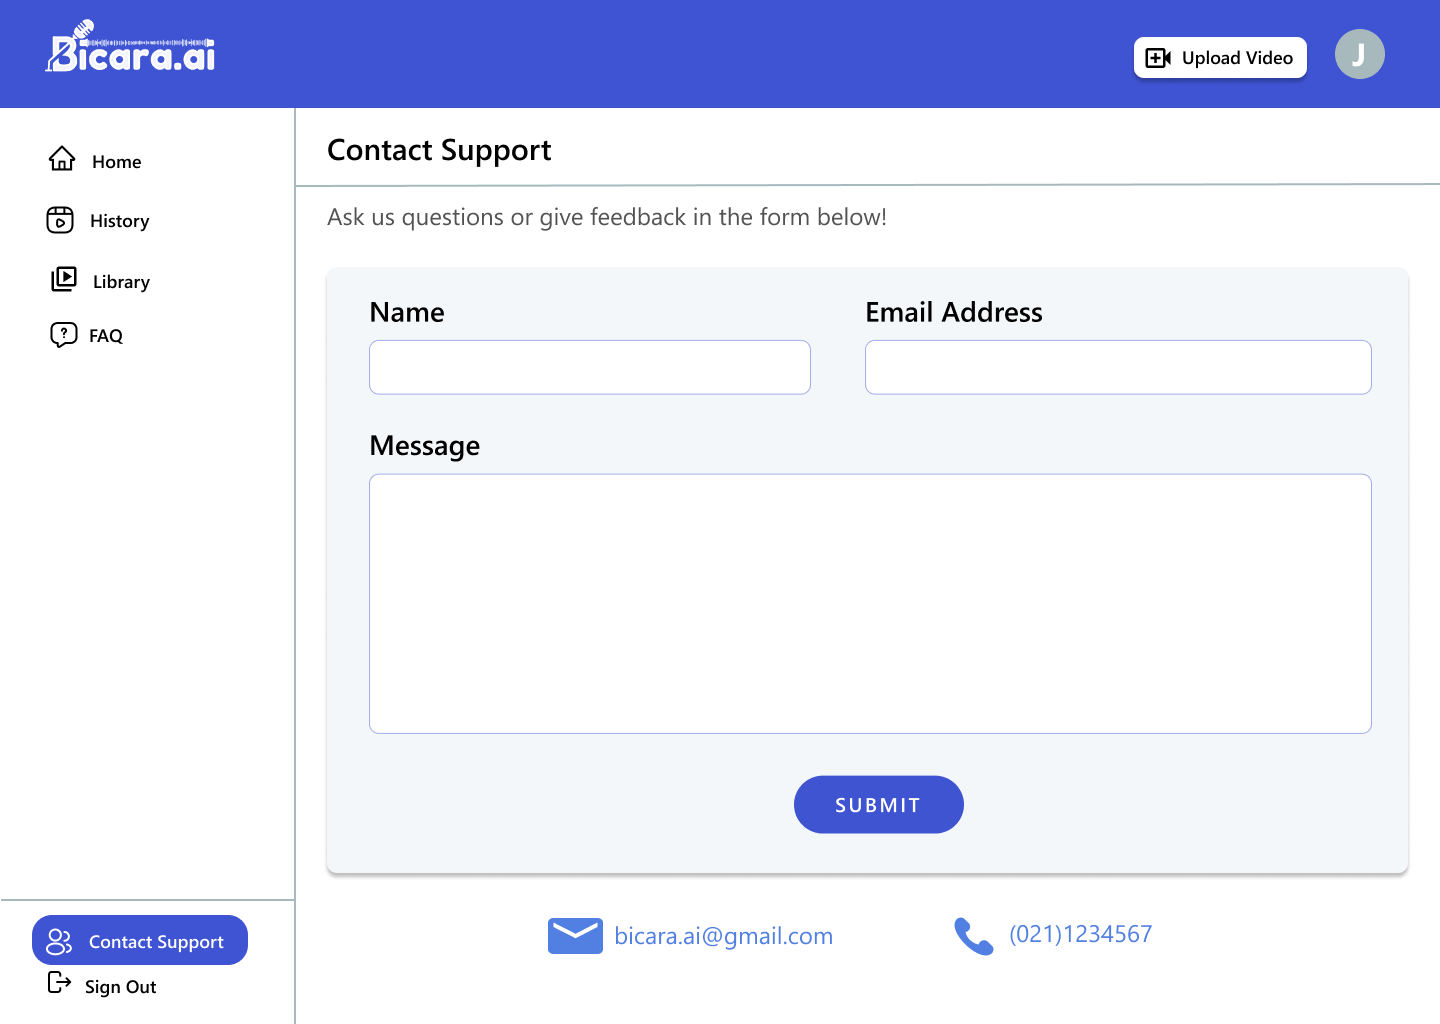 Bicara.ai
Upload Video
J
Home
History
Library
FAQ
Contact Support
Sign Out
Contact Support
Ask us questions or give feedback in the form below!
Name
Email Address
Message
SUBMIT
bicara.ai@gmail.com
(021)1234567